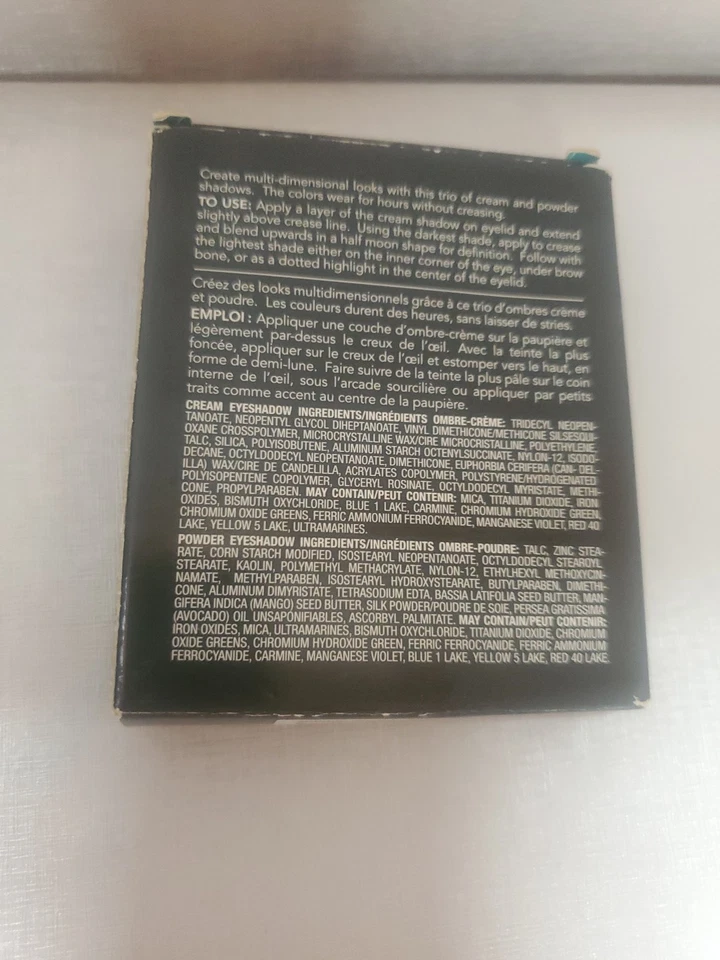 Create multi-dimensional looks with this trio of cream and powder
shadows. The colors wear for hours without creasing.
TO USE: Apply a layer of the cream shadow on eyelid and extend
slightly above crease line. Using the darkest shade, apply to crease
and blend upwards in a half moon shape for definition. Follow with
the lightest shade either on the inner corner of the eye, under brow
bone, or as a dotted highlight in the center of the eyelid.
Créez des looks multidimensionnels grâce à ce trio d'ombres crème
et poudre. Les couleurs durent des heures, sans laisser de stries.
EMPLOI : Appliquer une couche d'ombre-crème sur la paupière et
légèrement par-dessus le creux de l'œil. Avec la teinte la plus
foncée, appliquer sur le creux de l'œil et estomper vers le haut, en
forme de demi-lune. Faire suivre de la teinte la plus pâle sur le coin
interne de l'œil, sous l'arcade sourcilière ou appliquer par petits
traits comme accent au centre de la paupière.
CREAM EYESHADOW INGREDIENTS/INGRÉDIENTS OMBRE-CRÈME: TRIDECYL NEOPEN-
TANOATE, NEOPENTYL GLYCOL DIHEPTANOATE, VINYL DIMETHICONE/METHICONE SILSESQUI-
OXANE CROSSPOLYMER, MICROCRYSTALLINE WAX/CIRE MICROCRISTALLINE, POLYETHYLENE,
TALC, SILICA, POLYISOBUTENE, ALUMINUM STARCH OCTENYLSUCCINATE, NYLON-12, ISODO-
DECANE, OCTYLDODECYL NEOPENTANOATE, DIMETHICONE, EUPHORBIA CERIFERA (CAN- DEL-
ILLA) WAX/CIRE DE CANDELILLA, ACRYLATES COPOLYMER, POLYSTYRENE/HYDROGENATED
POLYISOPENTENE COPOLYMER, GLYCERYL ROSINATE, OCTYLDODECYL MYRISTATE, METHI-
CONE, PROPYLPARABEN. MAY CONTAIN/PEUT CONTENIR: MICA, TITANIUM DIOXIDE, IRON
OXIDES, BISMUTH OXYCHLORIDE, BLUE 1 LAKE, CARMINE, CHROMIUM HYDROXIDE GREEN,
CHROMIUM OXIDE GREENS, FERRIC AMMONIUM FERROCYANIDE, MANGANESE VIOLET, RED 40
LAKE, YELLOW 5 LAKE, ULTRAMARINES.
POWDER EYESHADOW INGREDIENTS/INGRÉDIENTS OMBRE-POUDRE: TALC, ZINC STEA-
RATE, CORN STARCH MODIFIED, ISOSTEARYL NEOPENTANOATE, OCTYLDODECYL STEAROYL
STEARATE, KAOLIN, POLYMETHYL METHACRYLATE, NYLON-12, ETHYLHEXYL METHOXYCIN-
NAMATE, METHYLPARABEN, ISOSTEARYL HYDROXYSTEARATE, BUTYLPARABEN, DIMETHI-
CONE, ALUMINUM DIMYRISTATE, TETRASODIUM EDTA, BASSIA LATIFOLIA SEED BUTTER, MAN-
GIFERA INDICA (MANGO) SEED BUTTER, SILK POWDER/POUDRE DE SOIE, PERSEA GRATISSIMA
(AVOCADO) OIL UNSAPONIFIABLES, ASCORBYL PALMITATE. MAY CONTAIN/PEUT CONTENIR:
IRON OXIDES, MICA, ULTRAMARINES, BISMUTH OXYCHLORIDE, TITANIUM DIOXIDE, CHROMIUM
OXIDE GREENS, CHROMIUM HYDROXIDE GREEN, FERRIC FERROCYANIDE, FERRIC AMMONIUM
FERROCYANIDE, CARMINE, MANGANESE VIOLET, BLUE 1 LAKE, YELLOW 5 LAKE, RED 40 LAKE.